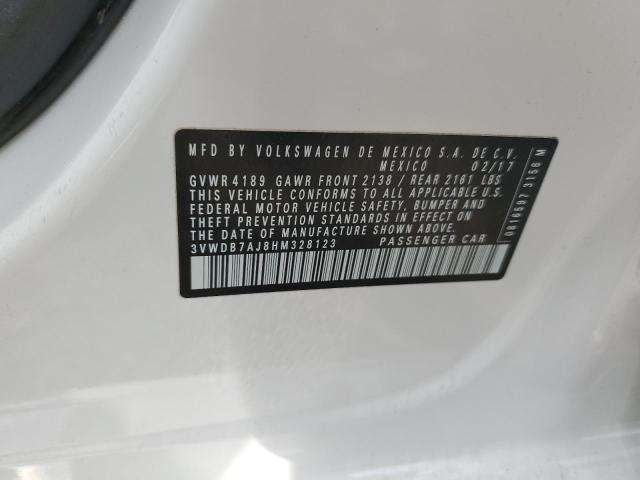 MFD BY VOLKSWAGEN DE MEXICO S.A. DE C.V.
MEXICO 02/17
GVWR 4189 GAWR FRONT 2138 / REAR 2161 LBS
THIS VEHICLE CONFORMS TO ALL APPLICABLE U.S.
FEDERAL MOTOR VEHICLE SAFETY, BUMPER AND
THEFT PREVENTION STANDARDS IN EFFECT ON
THE DATE OF MANUFACTURE SHOWN ABOVE
3VWDB7AJ8HM328123 PASSENGER CAR
0816597 3158 M